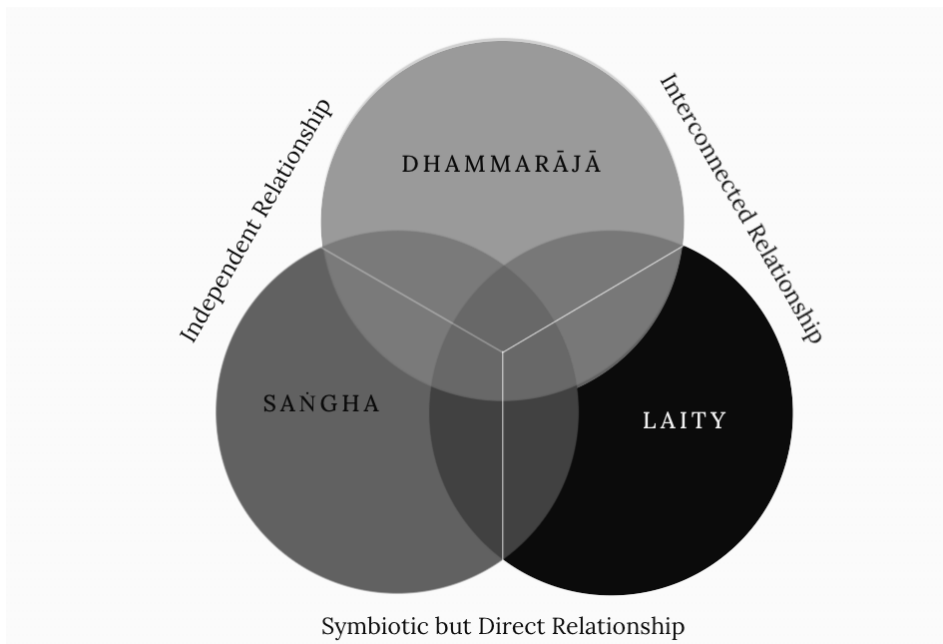 Independent Relationship
Interconnected Relationship
DHAMMARĀJĀ
SAṄGHA
LAITY
Symbiotic but Direct Relationship